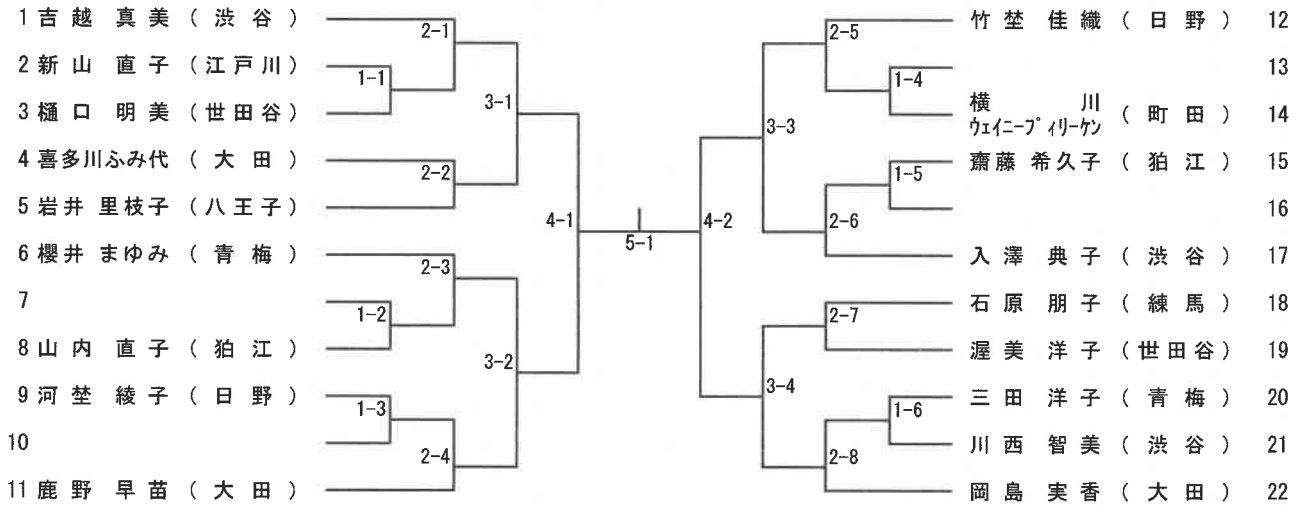 1 吉越 真美 (渋谷)
2-1
2 新山 直子 (江戸川)
1-1
3 樋口 明美 (世田谷)
3-1
4 喜多川ふみ代 (大田)
2-2
5 岩井 里枝子 (八王子)
4-1
6 櫻井 まゆみ (青梅)
2-3
7
1-2
8 山内 直子 (狛江)
3-2
9 河埜 綾子 (日野)
1-3
10
2-4
11 鹿野 早苗 (大田)
5-1
竹埜 佳織 (日野) 12
2-5
13
1-4
横川
ウェイニープィリーケン (町田) 14
3-3
齋藤 希久子 (狛江) 15
1-5
16
2-6
入澤 典子 (渋谷) 17
4-2
石原 朋子 (練馬) 18
2-7
渥美 洋子 (世田谷) 19
3-4
三田 洋子 (青梅) 20
1-6
川西 智美 (渋谷) 21
2-8
岡島 実香 (大田) 22